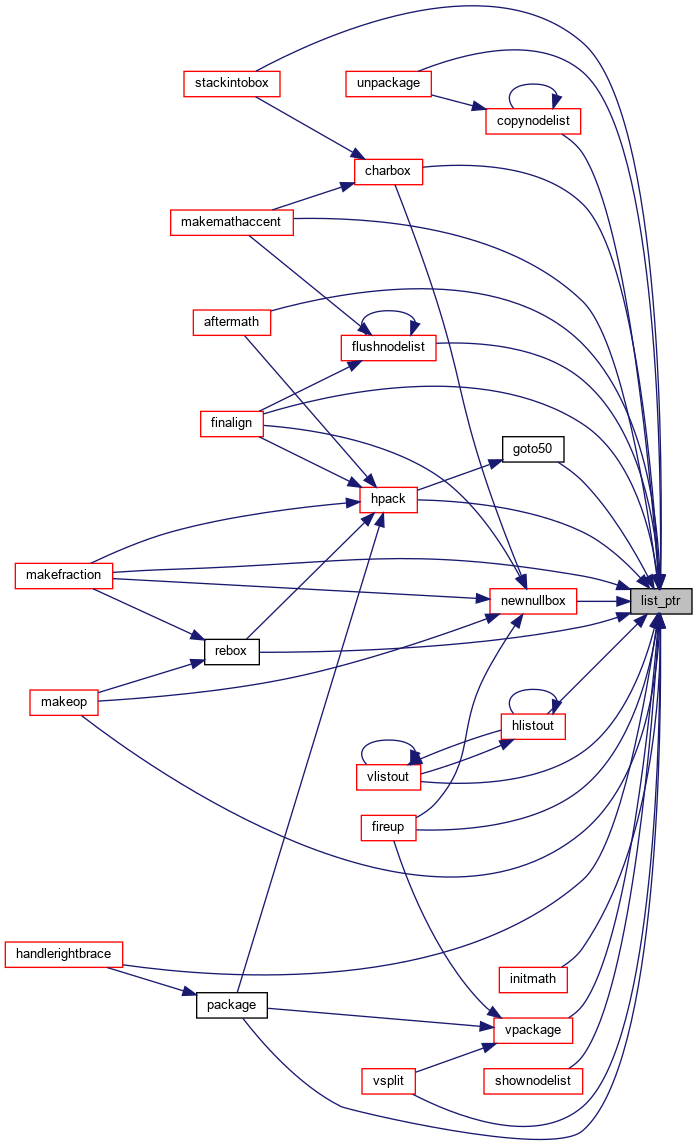 stackintobox
unpackage
copynodelist
charbox
makemathaccent
aftermath
flushnodelist
finalign
goto50
hpack
makefraction
newnullbox
list_ptr
rebox
makeop
hlistout
vlistout
fireup
handlerightbrace
initmath
package
vpackage
vsplit
shownodelist